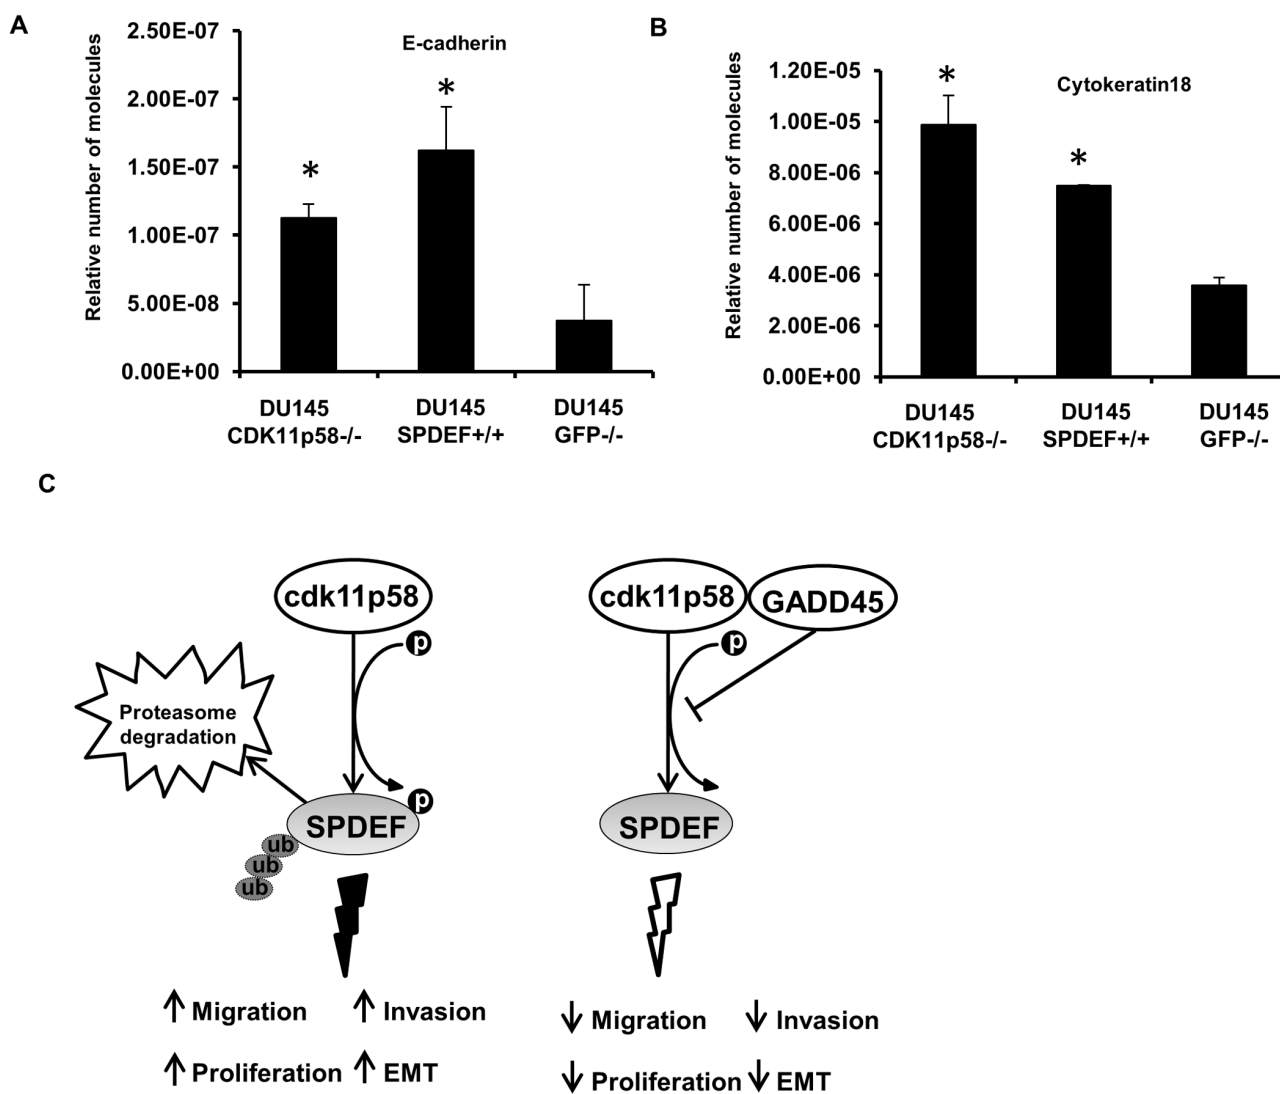 A
E-cadherin
Relative number of molecules
2.50E-07
2.00E-07
1.50E-07
1.00E-07
5.00E-08
0.00E+00
*
*
DU145
CDK11p58-/-
DU145
SPDEF+/+
DU145
GFP-/-
B
Cytokeratin18
Relative number of molecules
1.20E-05
1.00E-05
8.00E-06
6.00E-06
4.00E-06
2.00E-06
0.00E+00
*
*
DU145
CDK11p58-/-
DU145
SPDEF+/+
DU145
GFP-/-
C
cdk11p58
p
Proteasome
degradation
p
SPDEF
ub
ub
ub
↑ Migration
↑ Invasion
↑ Proliferation
↑ EMT
cdk11p58
GADD45
p
SPDEF
↓ Migration
↓ Invasion
↓ Proliferation
↓ EMT